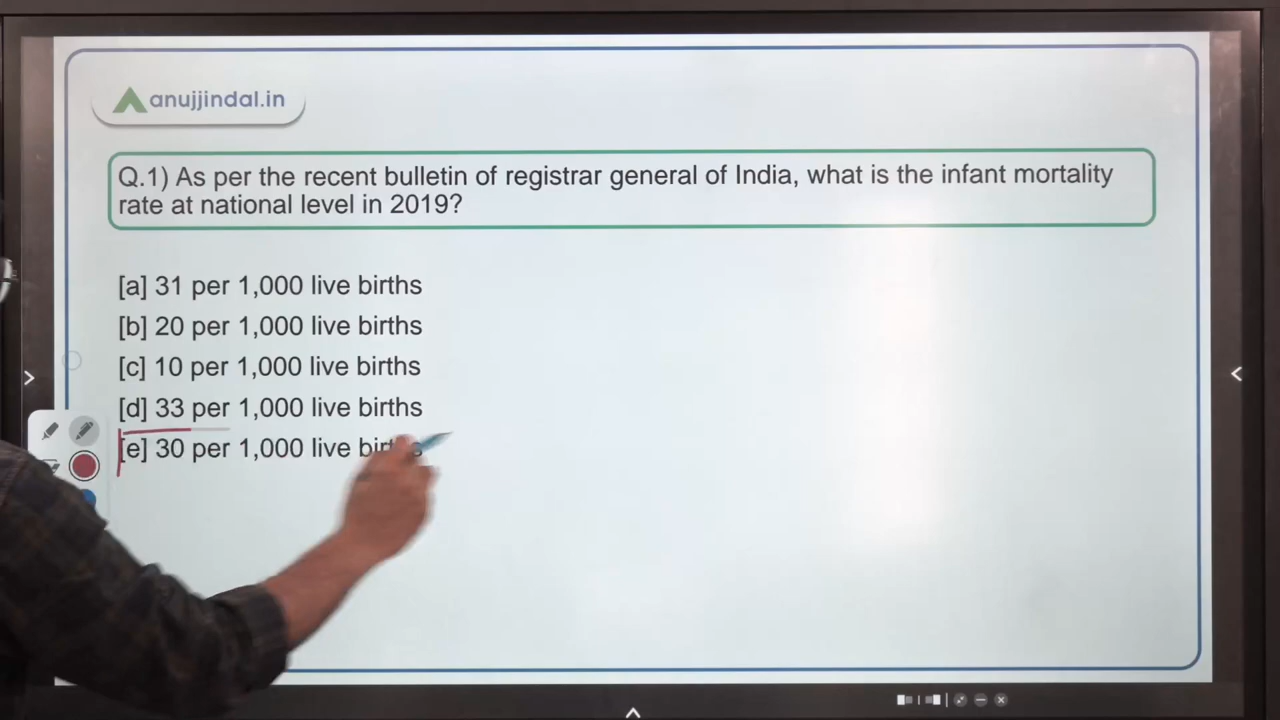 anujjindal.in
Q.1) As per the recent bulletin of registrar general of India, what is the infant mortality
rate at national level in 2019?
[a] 31 per 1,000 live births
[b] 20 per 1,000 live births
[c] 10 per 1,000 live births
[d] 33 per 1,000 live births
[e] 30 per 1,000 live births